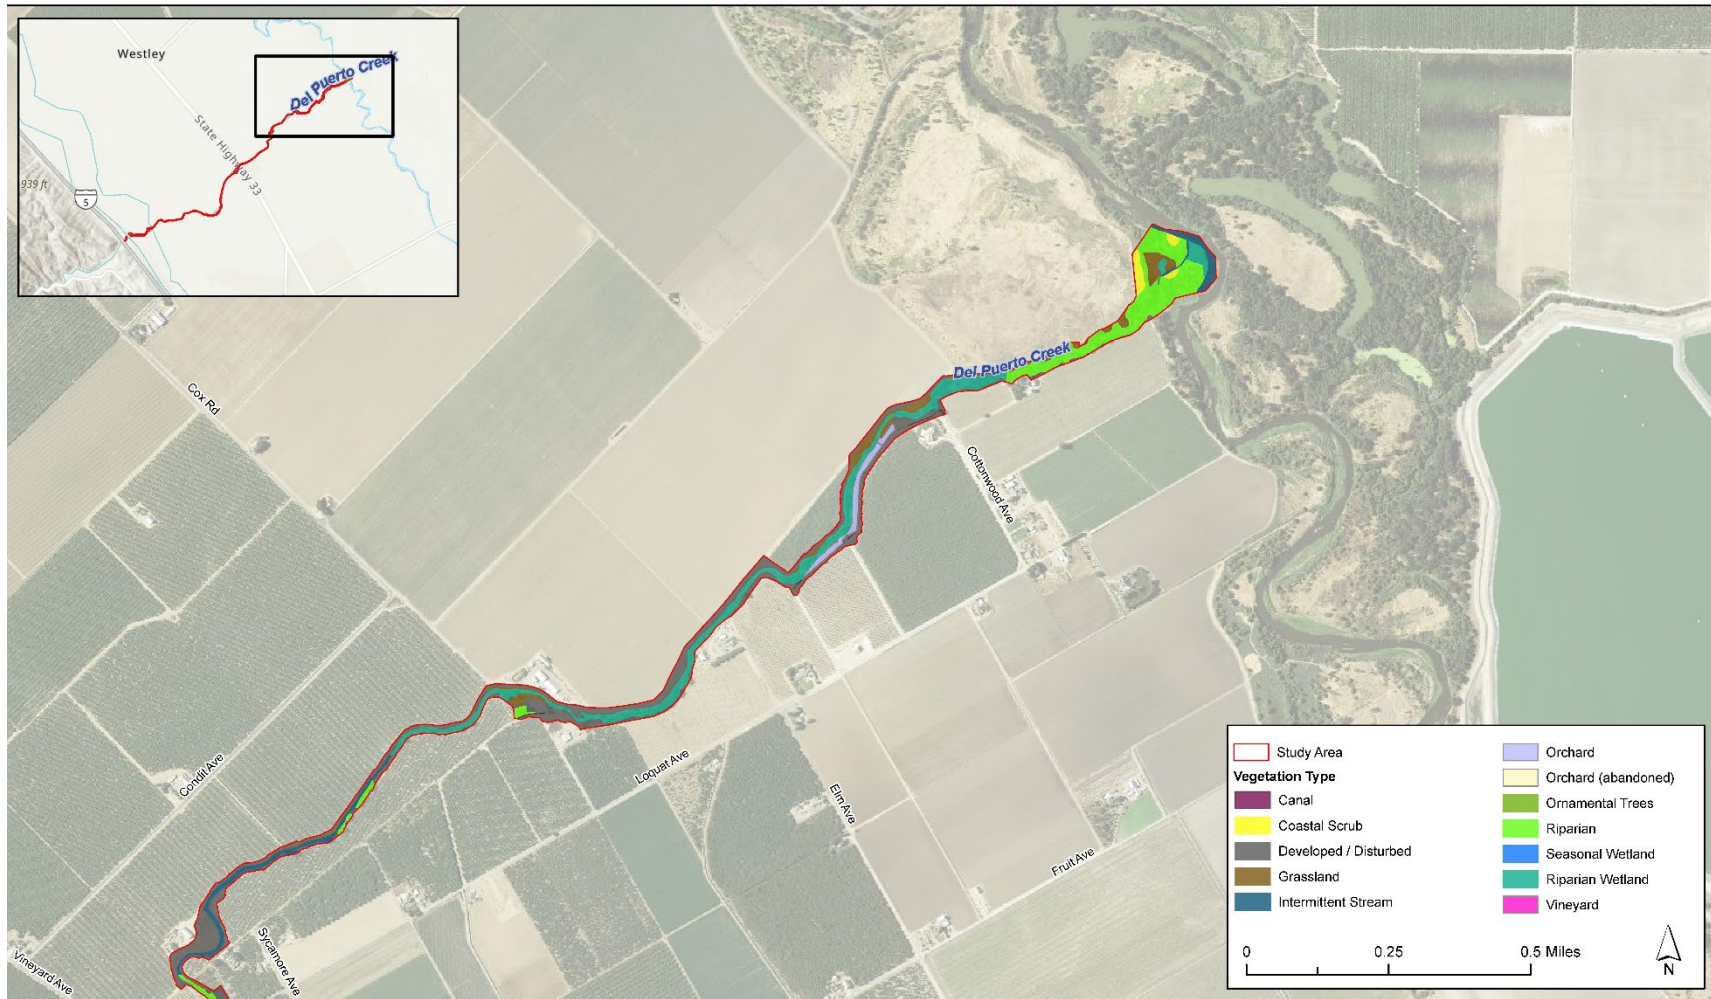 Westley
Del Puerto Creek
State Highway 33
939 ft
5
Del Puerto Creek
Cox Rd
Cottonwood Ave
Condit Ave
Loquat Ave
Elm Ave
Fruit Ave
Sycamore Ave
Vineyard Ave
Study Area
Vegetation Type
Canal
Coastal Scrub
Developed / Disturbed
Grassland
Intermittent Stream
Orchard
Orchard (abandoned)
Ornamental Trees
Riparian
Seasonal Wetland
Riparian Wetland
Vineyard
0 0.25 0.5 Miles
N